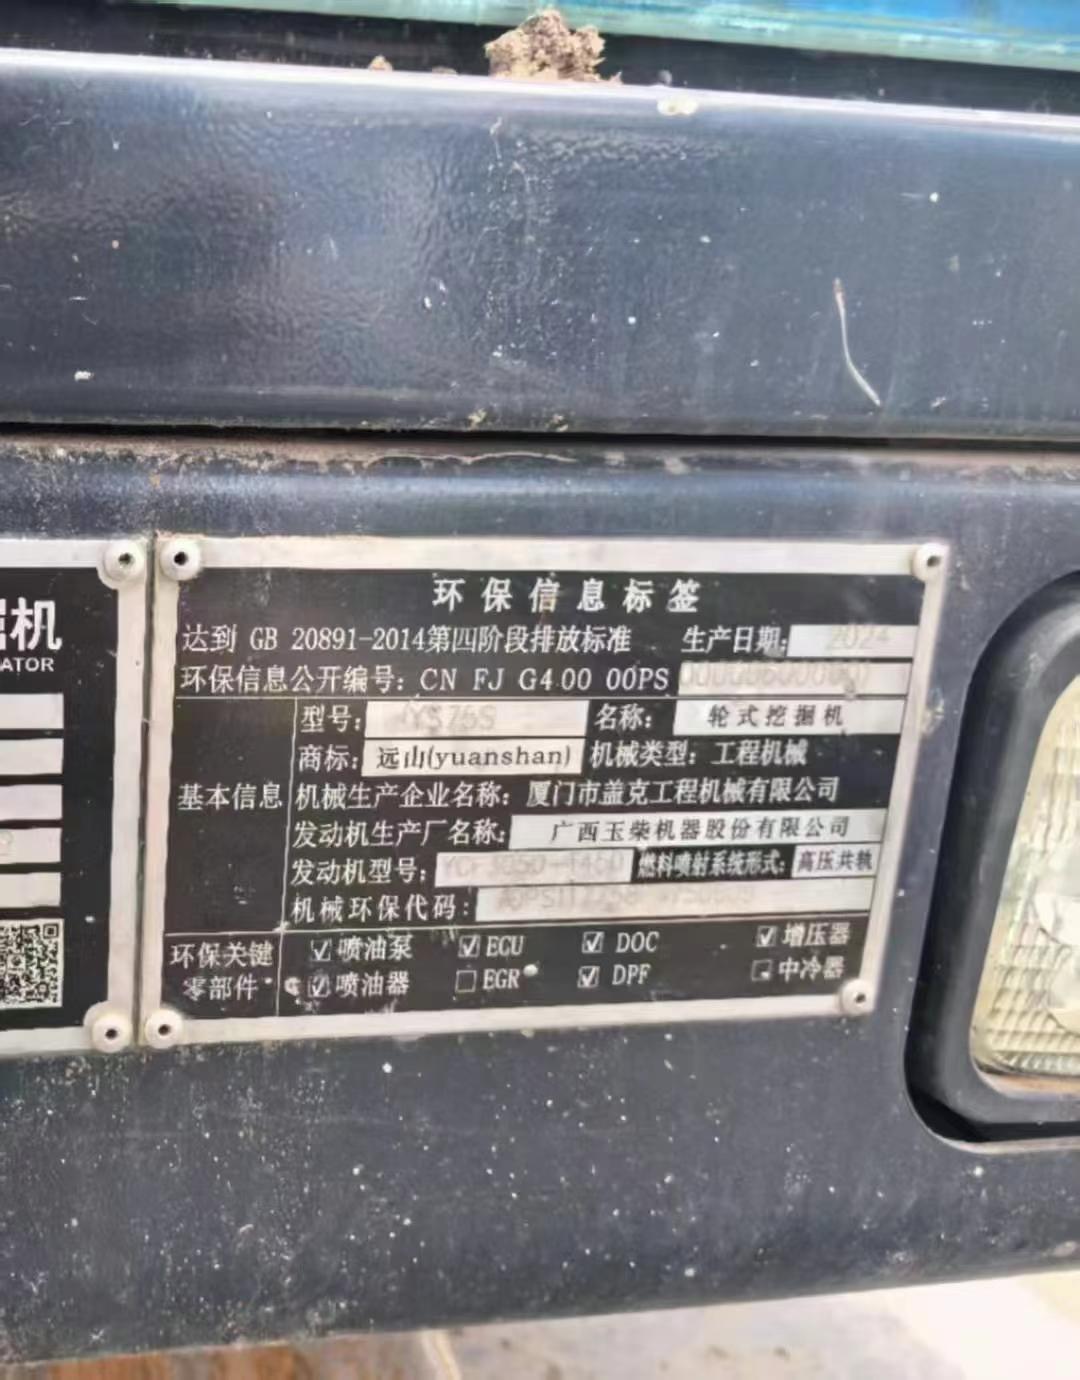 机
ATOR
环保信息标签
达到 GB 20891-2014第四阶段排放标准 生产日期: 2024
环保信息公开编号: CN FJ G4 00 00PS
型号: 名称: 轮式挖掘机
商标: 远山(yuanshan) 机械类型: 工程机械
基本信息 机械生产企业名称: 厦门市盖克工程机械有限公司
发动机生产厂名称: 广西玉柴机器股份有限公司
发动机型号: 燃料喷射系统形式: 高压共轨
机械环保代码:
环保关键 ☑喷油泵 ☑ECU ☑DOC ☑增压器
零部件 ☑喷油器 □EGR ☑DPF □中冷器